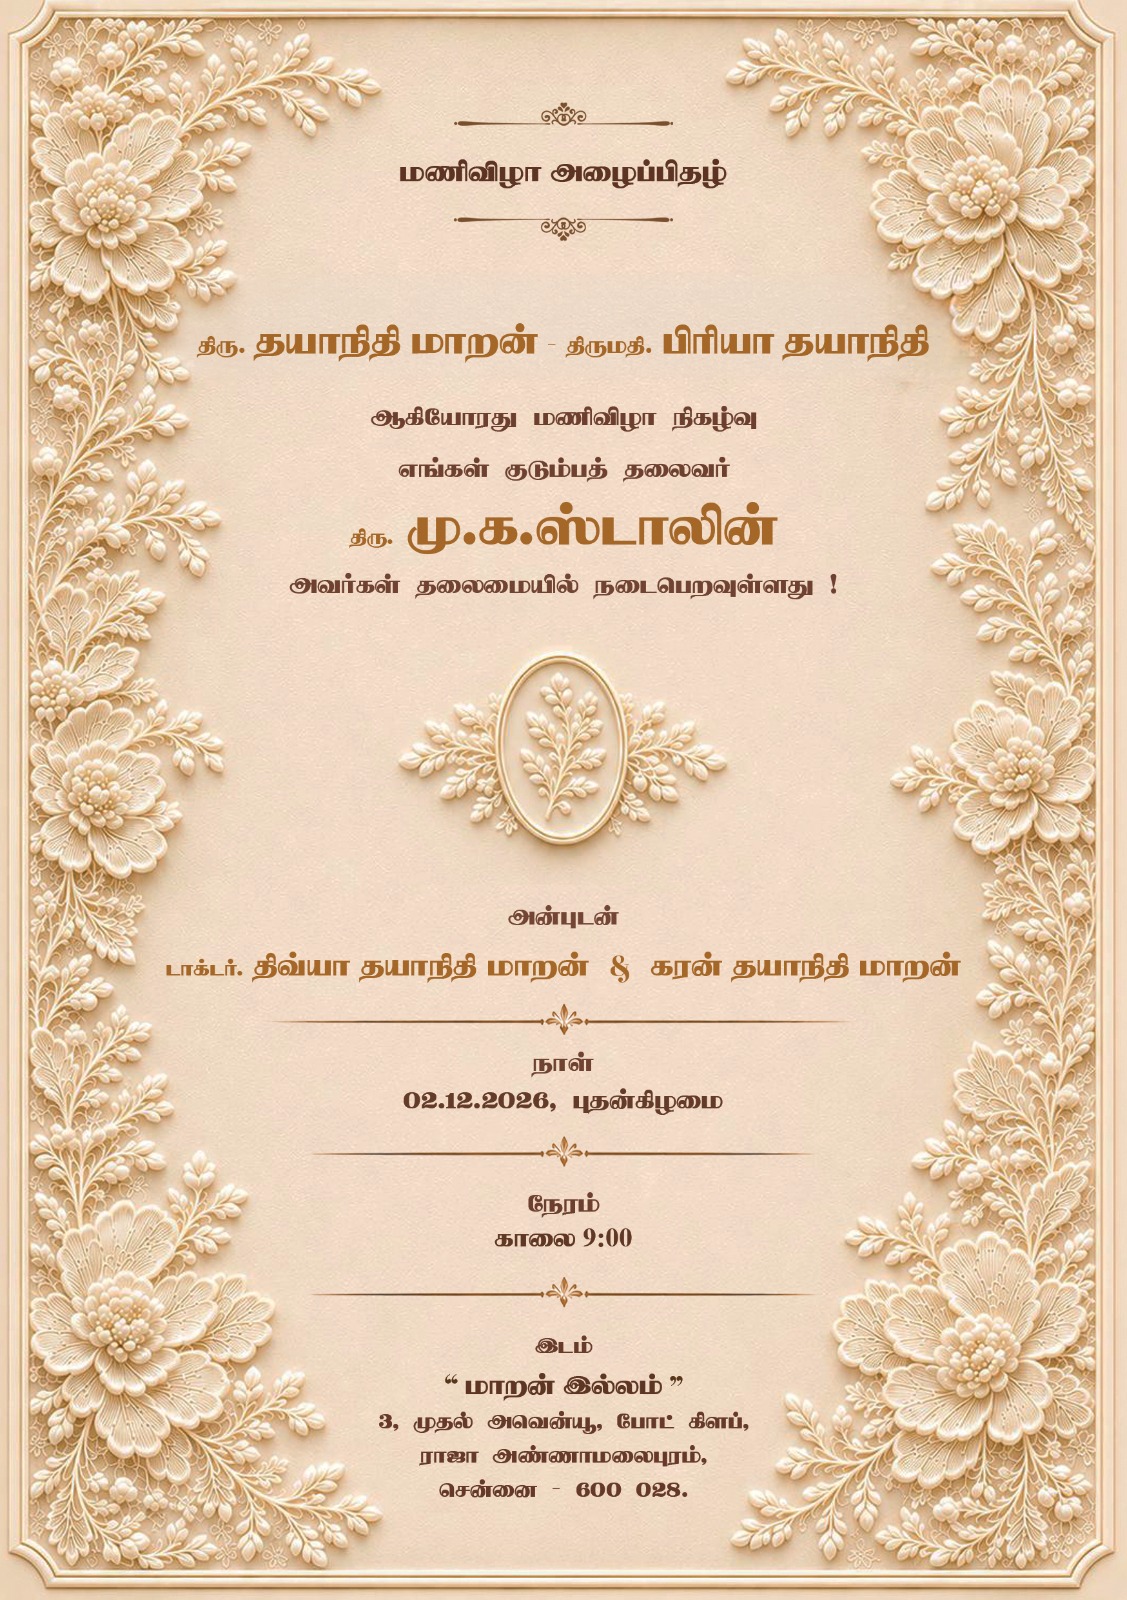 மணிவிழா அழைப்பிதழ்
திரு. தயாநிதி மாறன் - திருமதி. பிரியா தயாநிதி
ஆகியோரது மணிவிழா நிகழ்வு
எங்கள் குடும்பத் தலைவர்
திரு. மு.க.ஸ்டாலின்
அவர்கள் தலைமையில் நடைபெறவுள்ளது !
அன்புடன்
டாக்டர். திவ்யா தயாநிதி மாறன் & கரன் தயாநிதி மாறன்
நாள்
02.12.2026, புதன்கிழமை
நேரம்
காலை 9:00
இடம்
“ மாறன் இல்லம் ”
3, முதல் அவென்யூ, போட் கிளப்,
ராஜா அண்ணாமலைபுரம்,
சென்னை - 600 028.